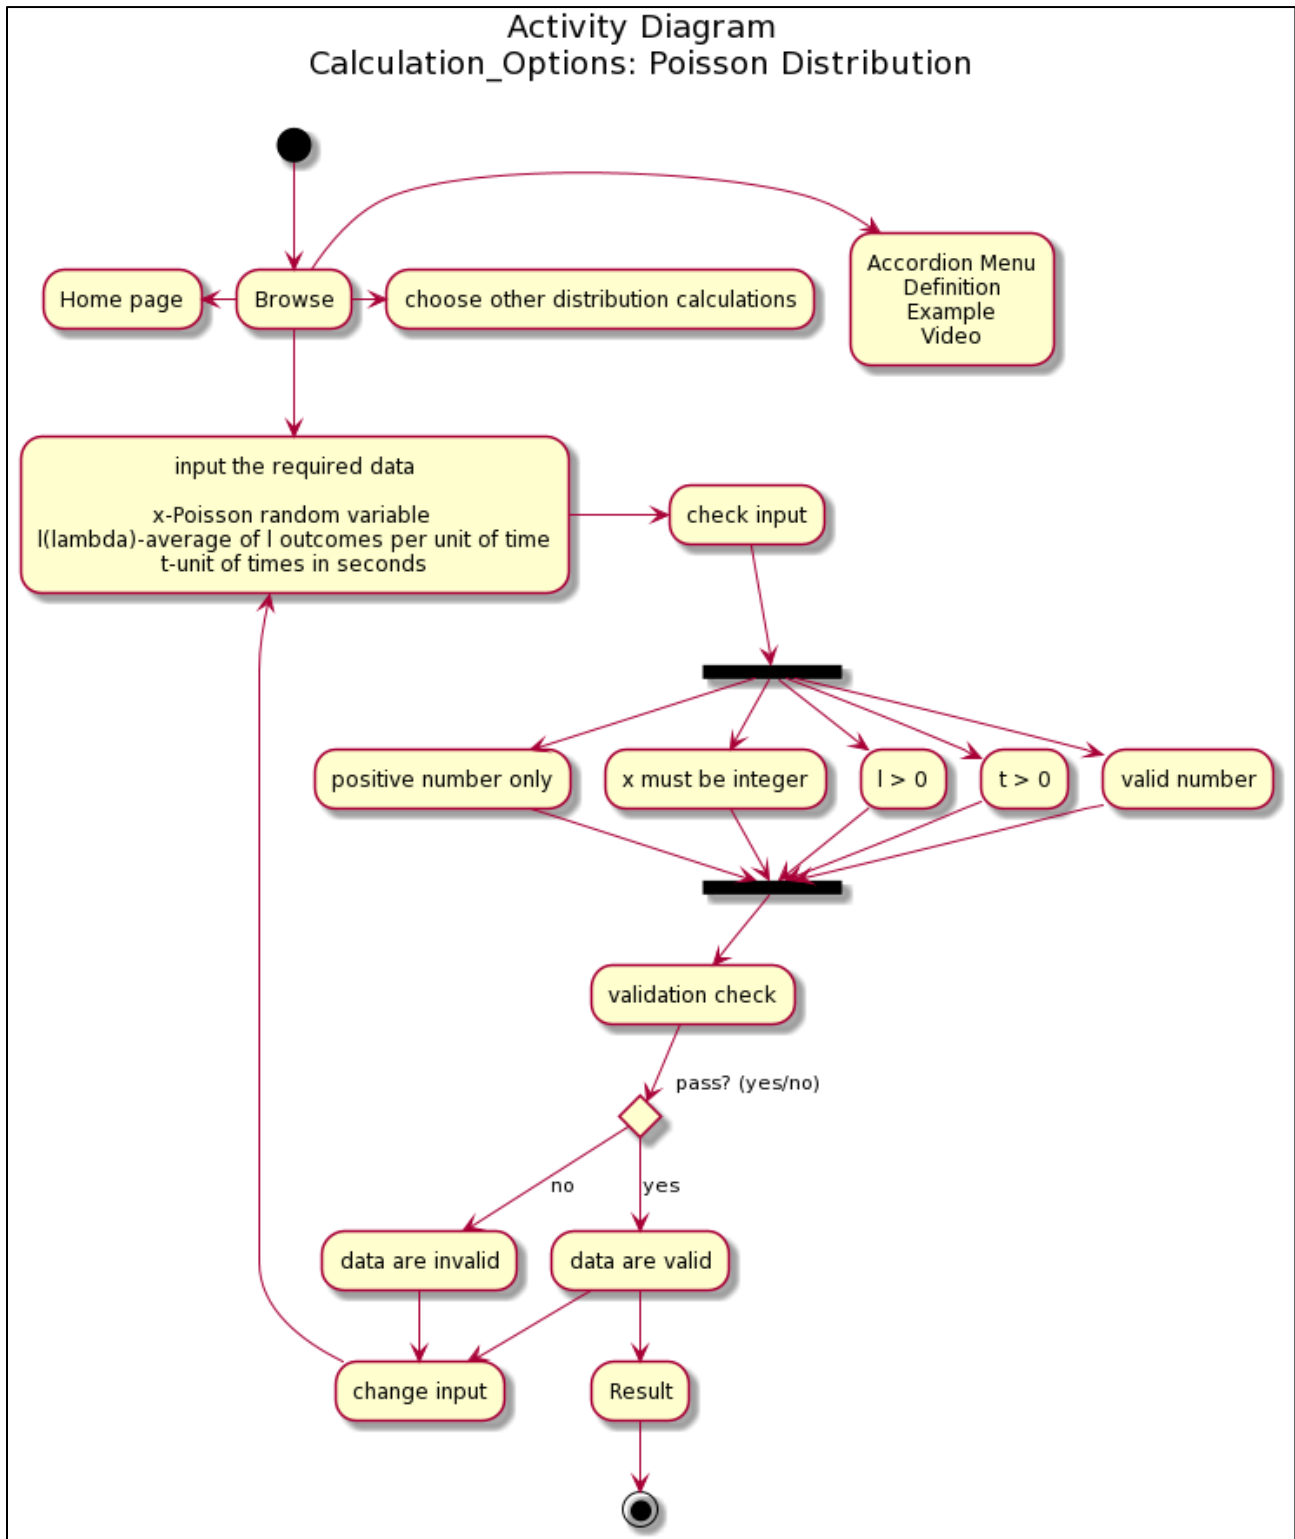 Activity Diagram
Calculation_Options: Poisson Distribution
Home page
Browse
choose other distribution calculations
Accordion Menu
Definition
Example
Video
input the required data
x-Poisson random variable
l(lambda)-average of l outcomes per unit of time
t-unit of times in seconds
check input
positive number only
x must be integer
l > 0
t > 0
valid number
validation check
pass? (yes/no)
no
yes
data are invalid
data are valid
change input
Result